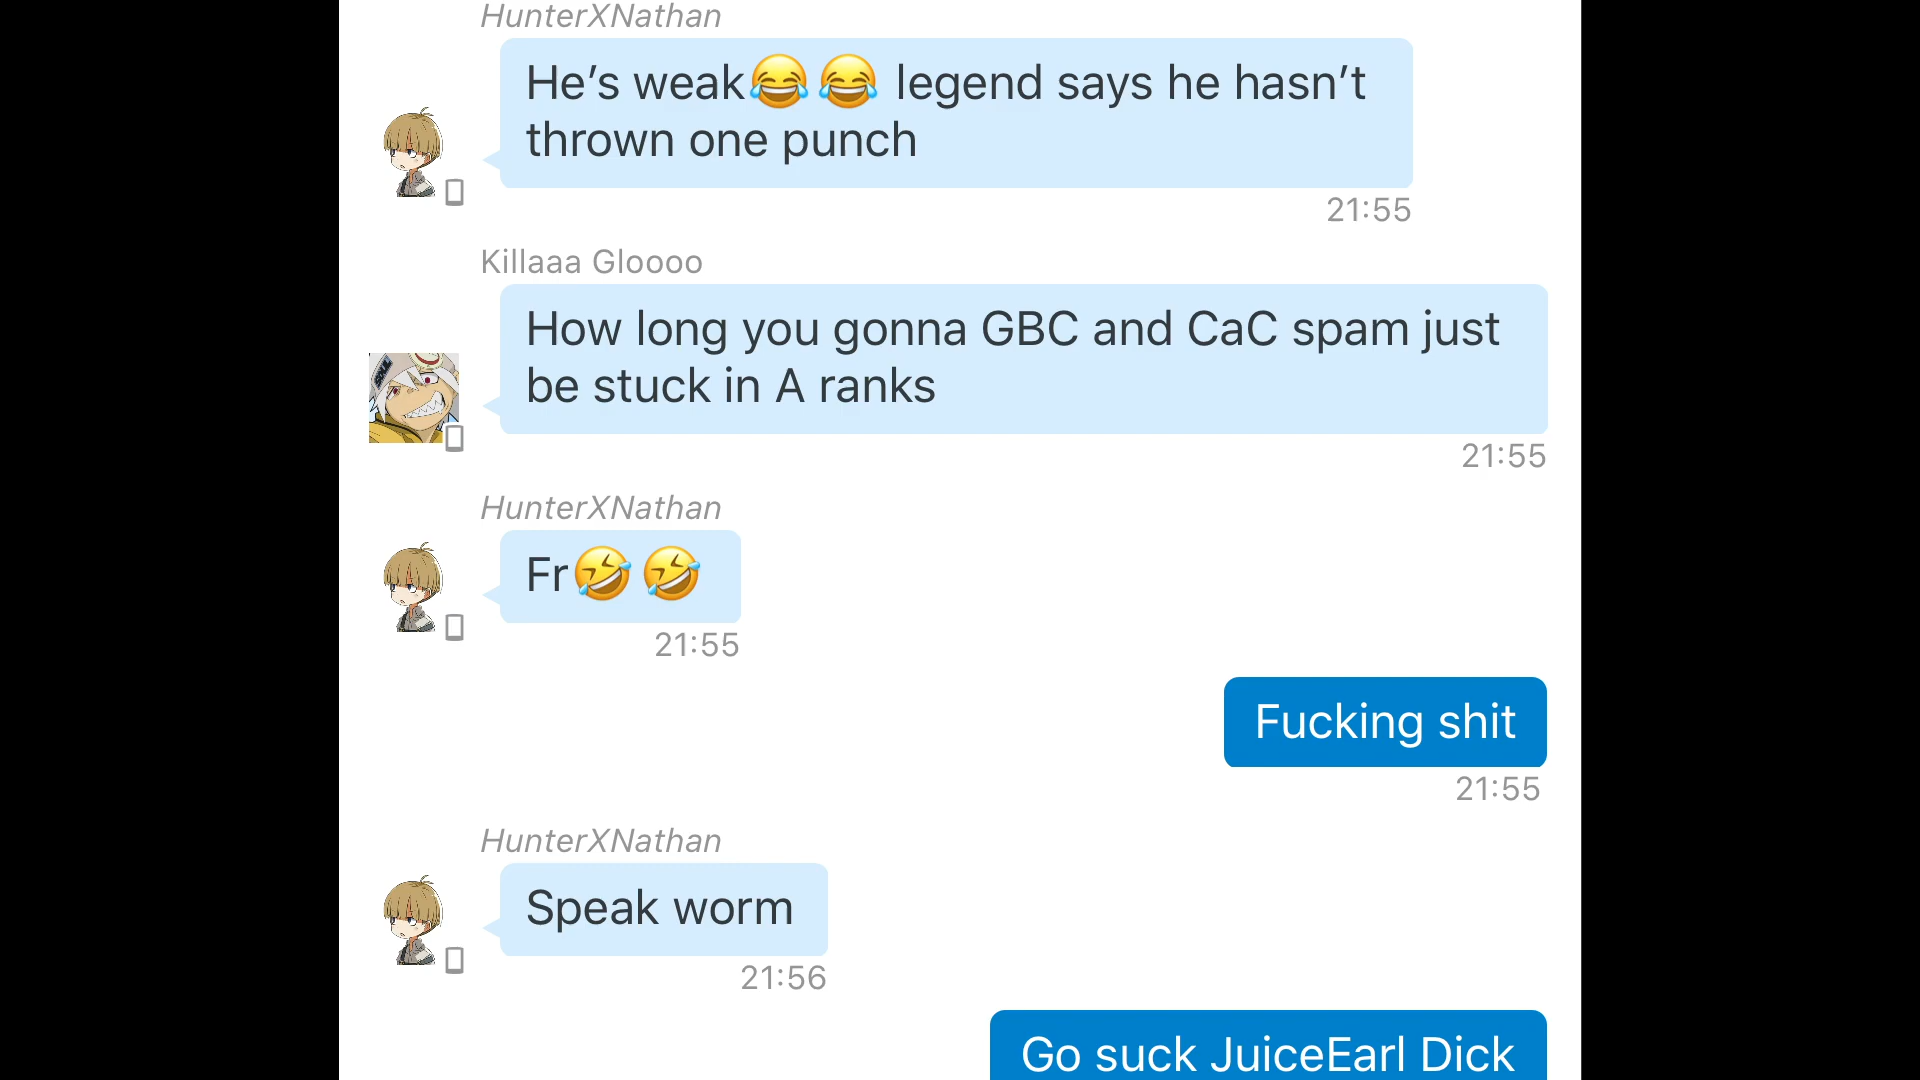 HunterXNathan
He’s weak😂😂 legend says he hasn’t
thrown one punch
21:55
Killaaa Gloooo
How long you gonna GBC and CaC spam just
be stuck in A ranks
21:55
HunterXNathan
Fr🤣🤣
21:55
Fucking shit
21:55
HunterXNathan
Speak worm
21:56
Go suck JuiceEarl Dick